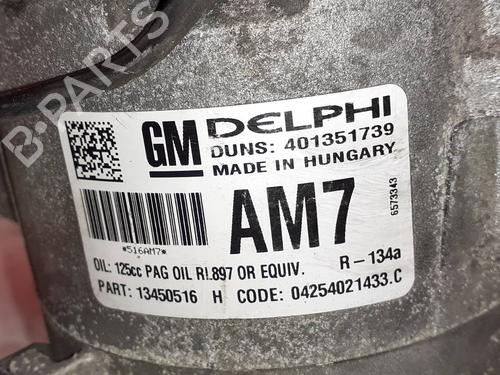 B-PARTS
GM DELPHI
DUNS: 401351739
MADE IN HUNGARY
*516AM7*
AM7
6573343
OIL: 125cc PAG OIL RL897 OR EQUIV. R-134a
PART: 13450516 H CODE: 04254021433.C